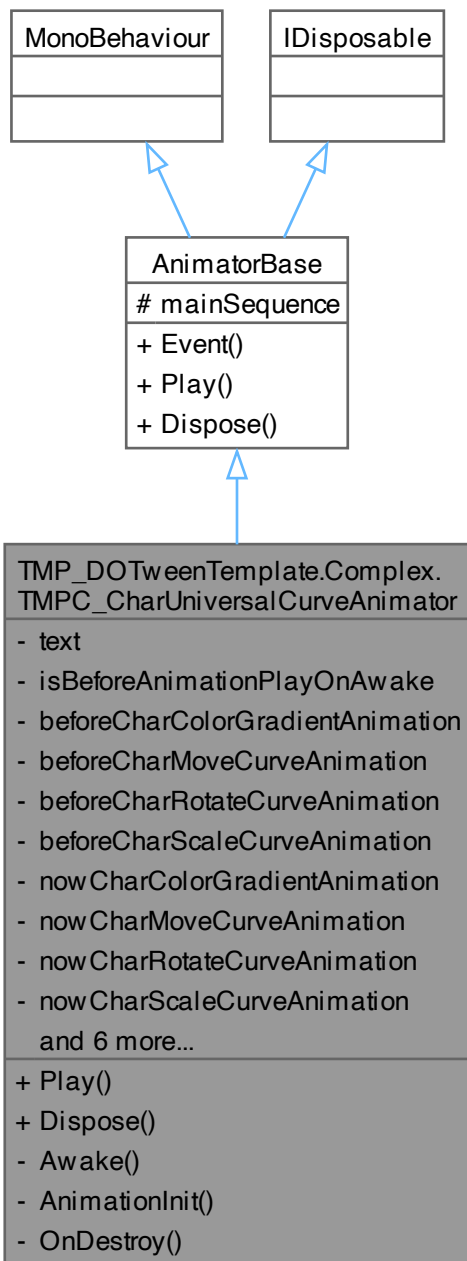 MonoBehaviour
IDisposable
AnimatorBase
# mainSequence
+ Event()
+ Play()
+ Dispose()
TMP_DOTweenTemplate.Complex.
TMPC_CharUniversalCurveAnimator
- text
- isBeforeAnimationPlayOnAwake
- beforeCharColorGradientAnimation
- beforeCharMoveCurveAnimation
- beforeCharRotateCurveAnimation
- beforeCharScaleCurveAnimation
- nowCharColorGradientAnimation
- nowCharMoveCurveAnimation
- nowCharRotateCurveAnimation
- nowCharScaleCurveAnimation
and 6 more...
+ Play()
+ Dispose()
- Awake()
- AnimationInit()
- OnDestroy()